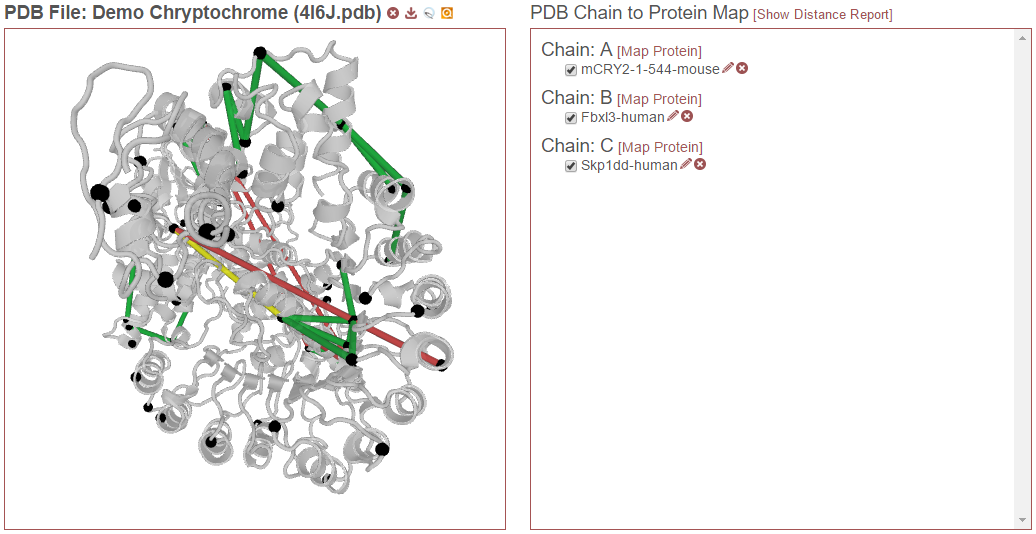 PDB File: Demo Chryptochrome (4I6J.pdb)
PDB Chain to Protein Map [Show Distance Report]
Chain: A [Map Protein]
mCRY2-1-544-mouse
Chain: B [Map Protein]
Fbxl3-human
Chain: C [Map Protein]
Skp1dd-human